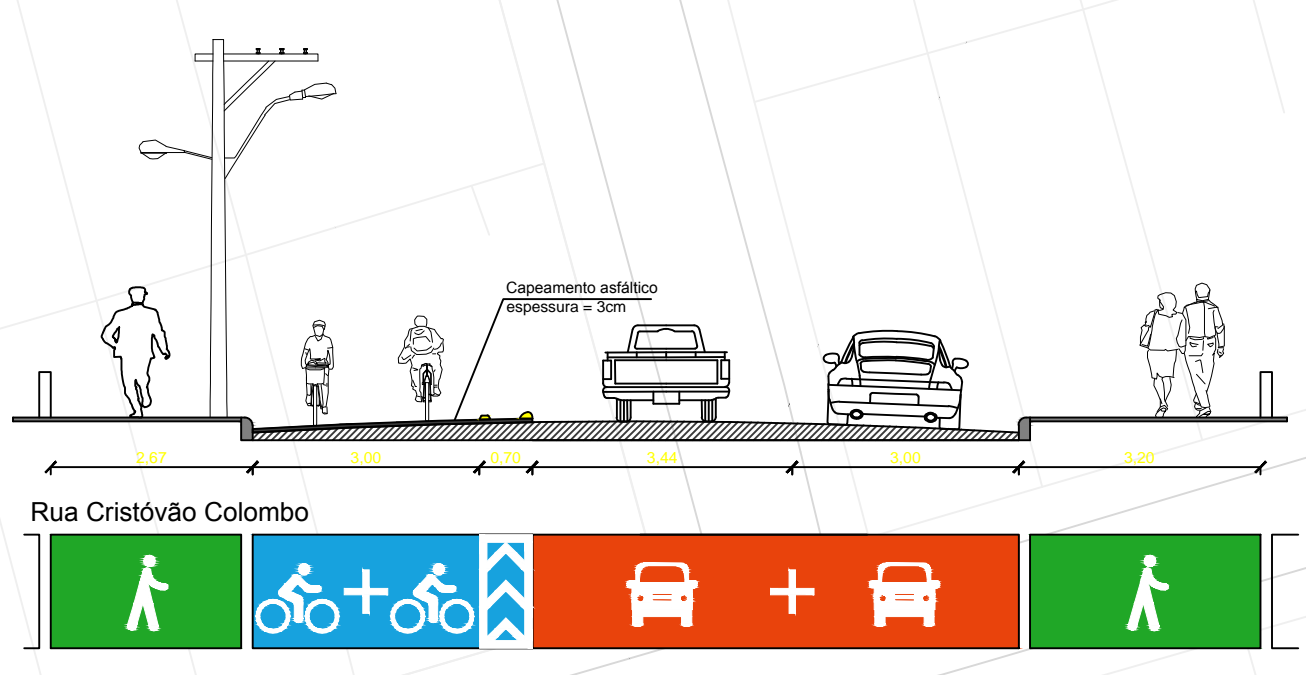 Capeamento asfáltico
espessura = 3cm
2,67
3.00
0.70
3,44
3.00
3,20
Rua Cristóvão Colombo